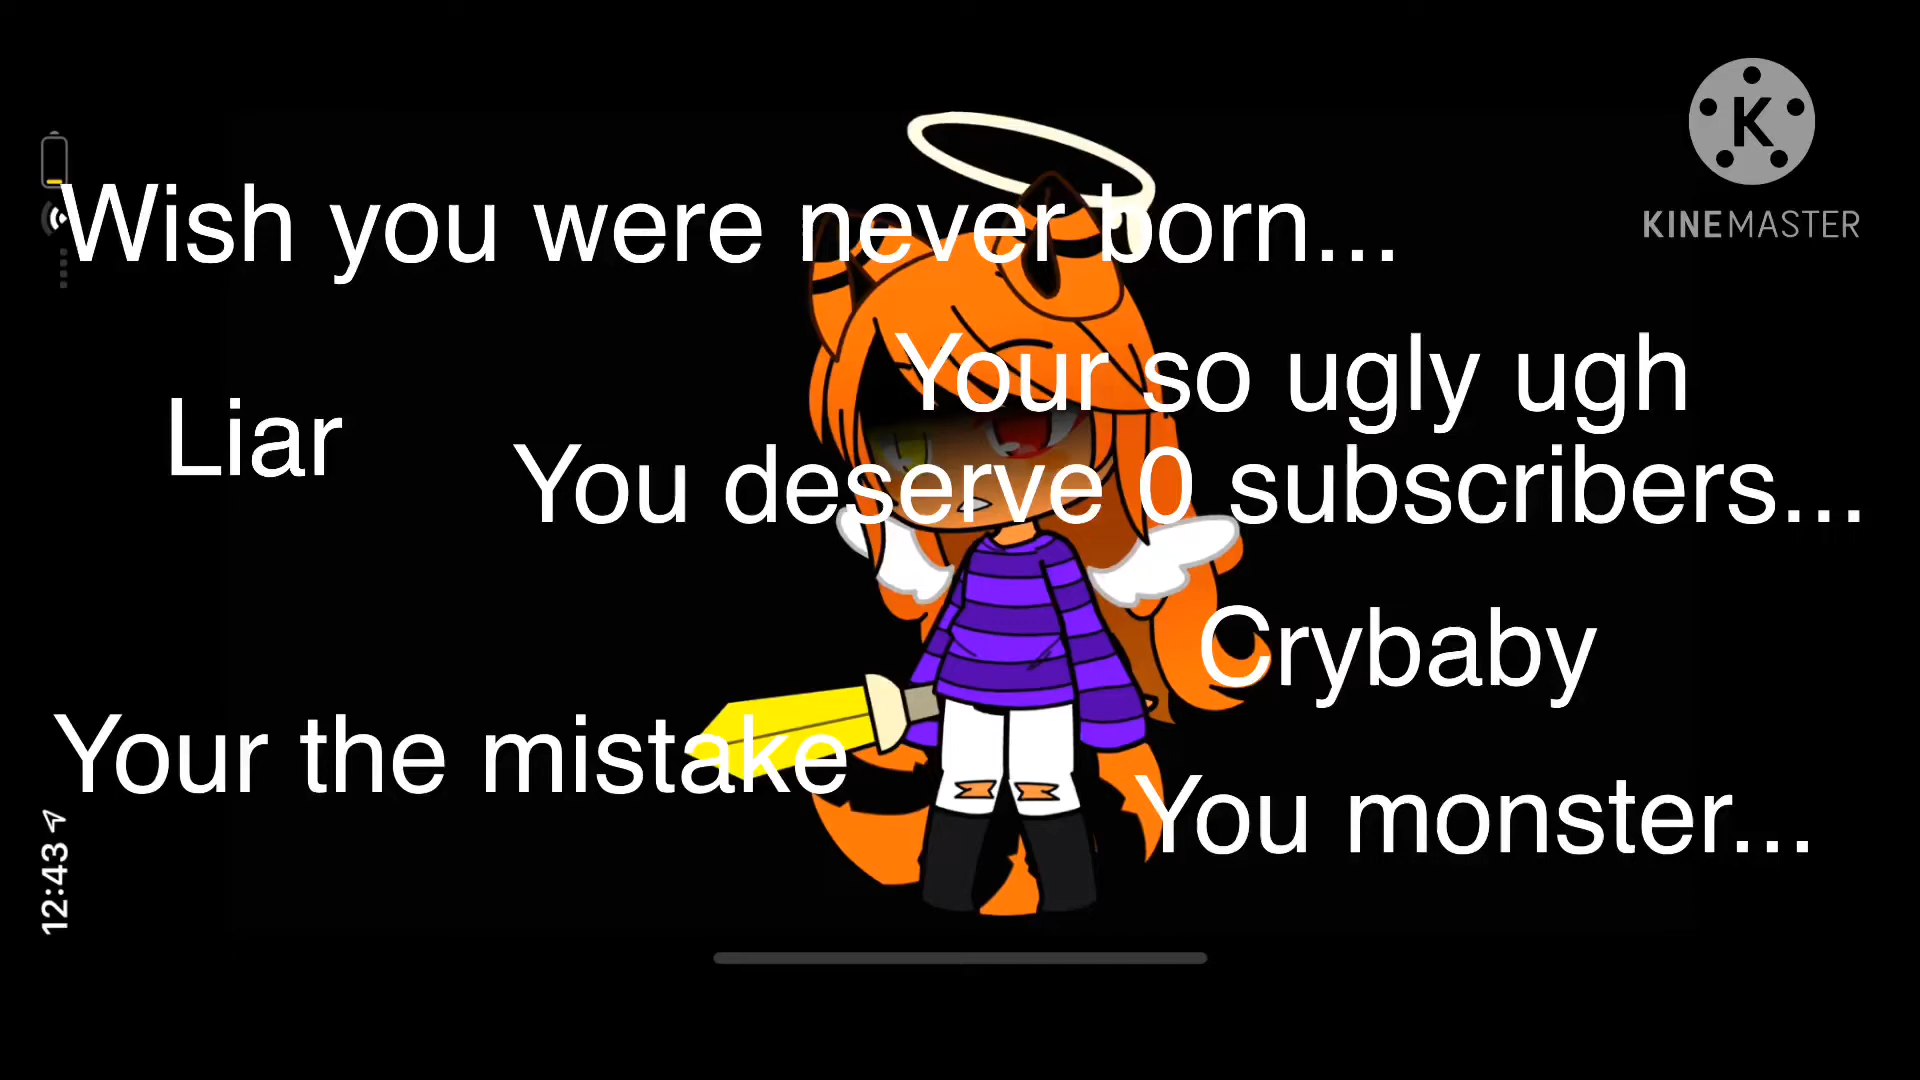 K
KINEMASTER
Wish you were never born...
Your so ugly ugh
Liar
You deserve 0 subscribers...
Crybaby
Your the mistake
You monster...
12:43